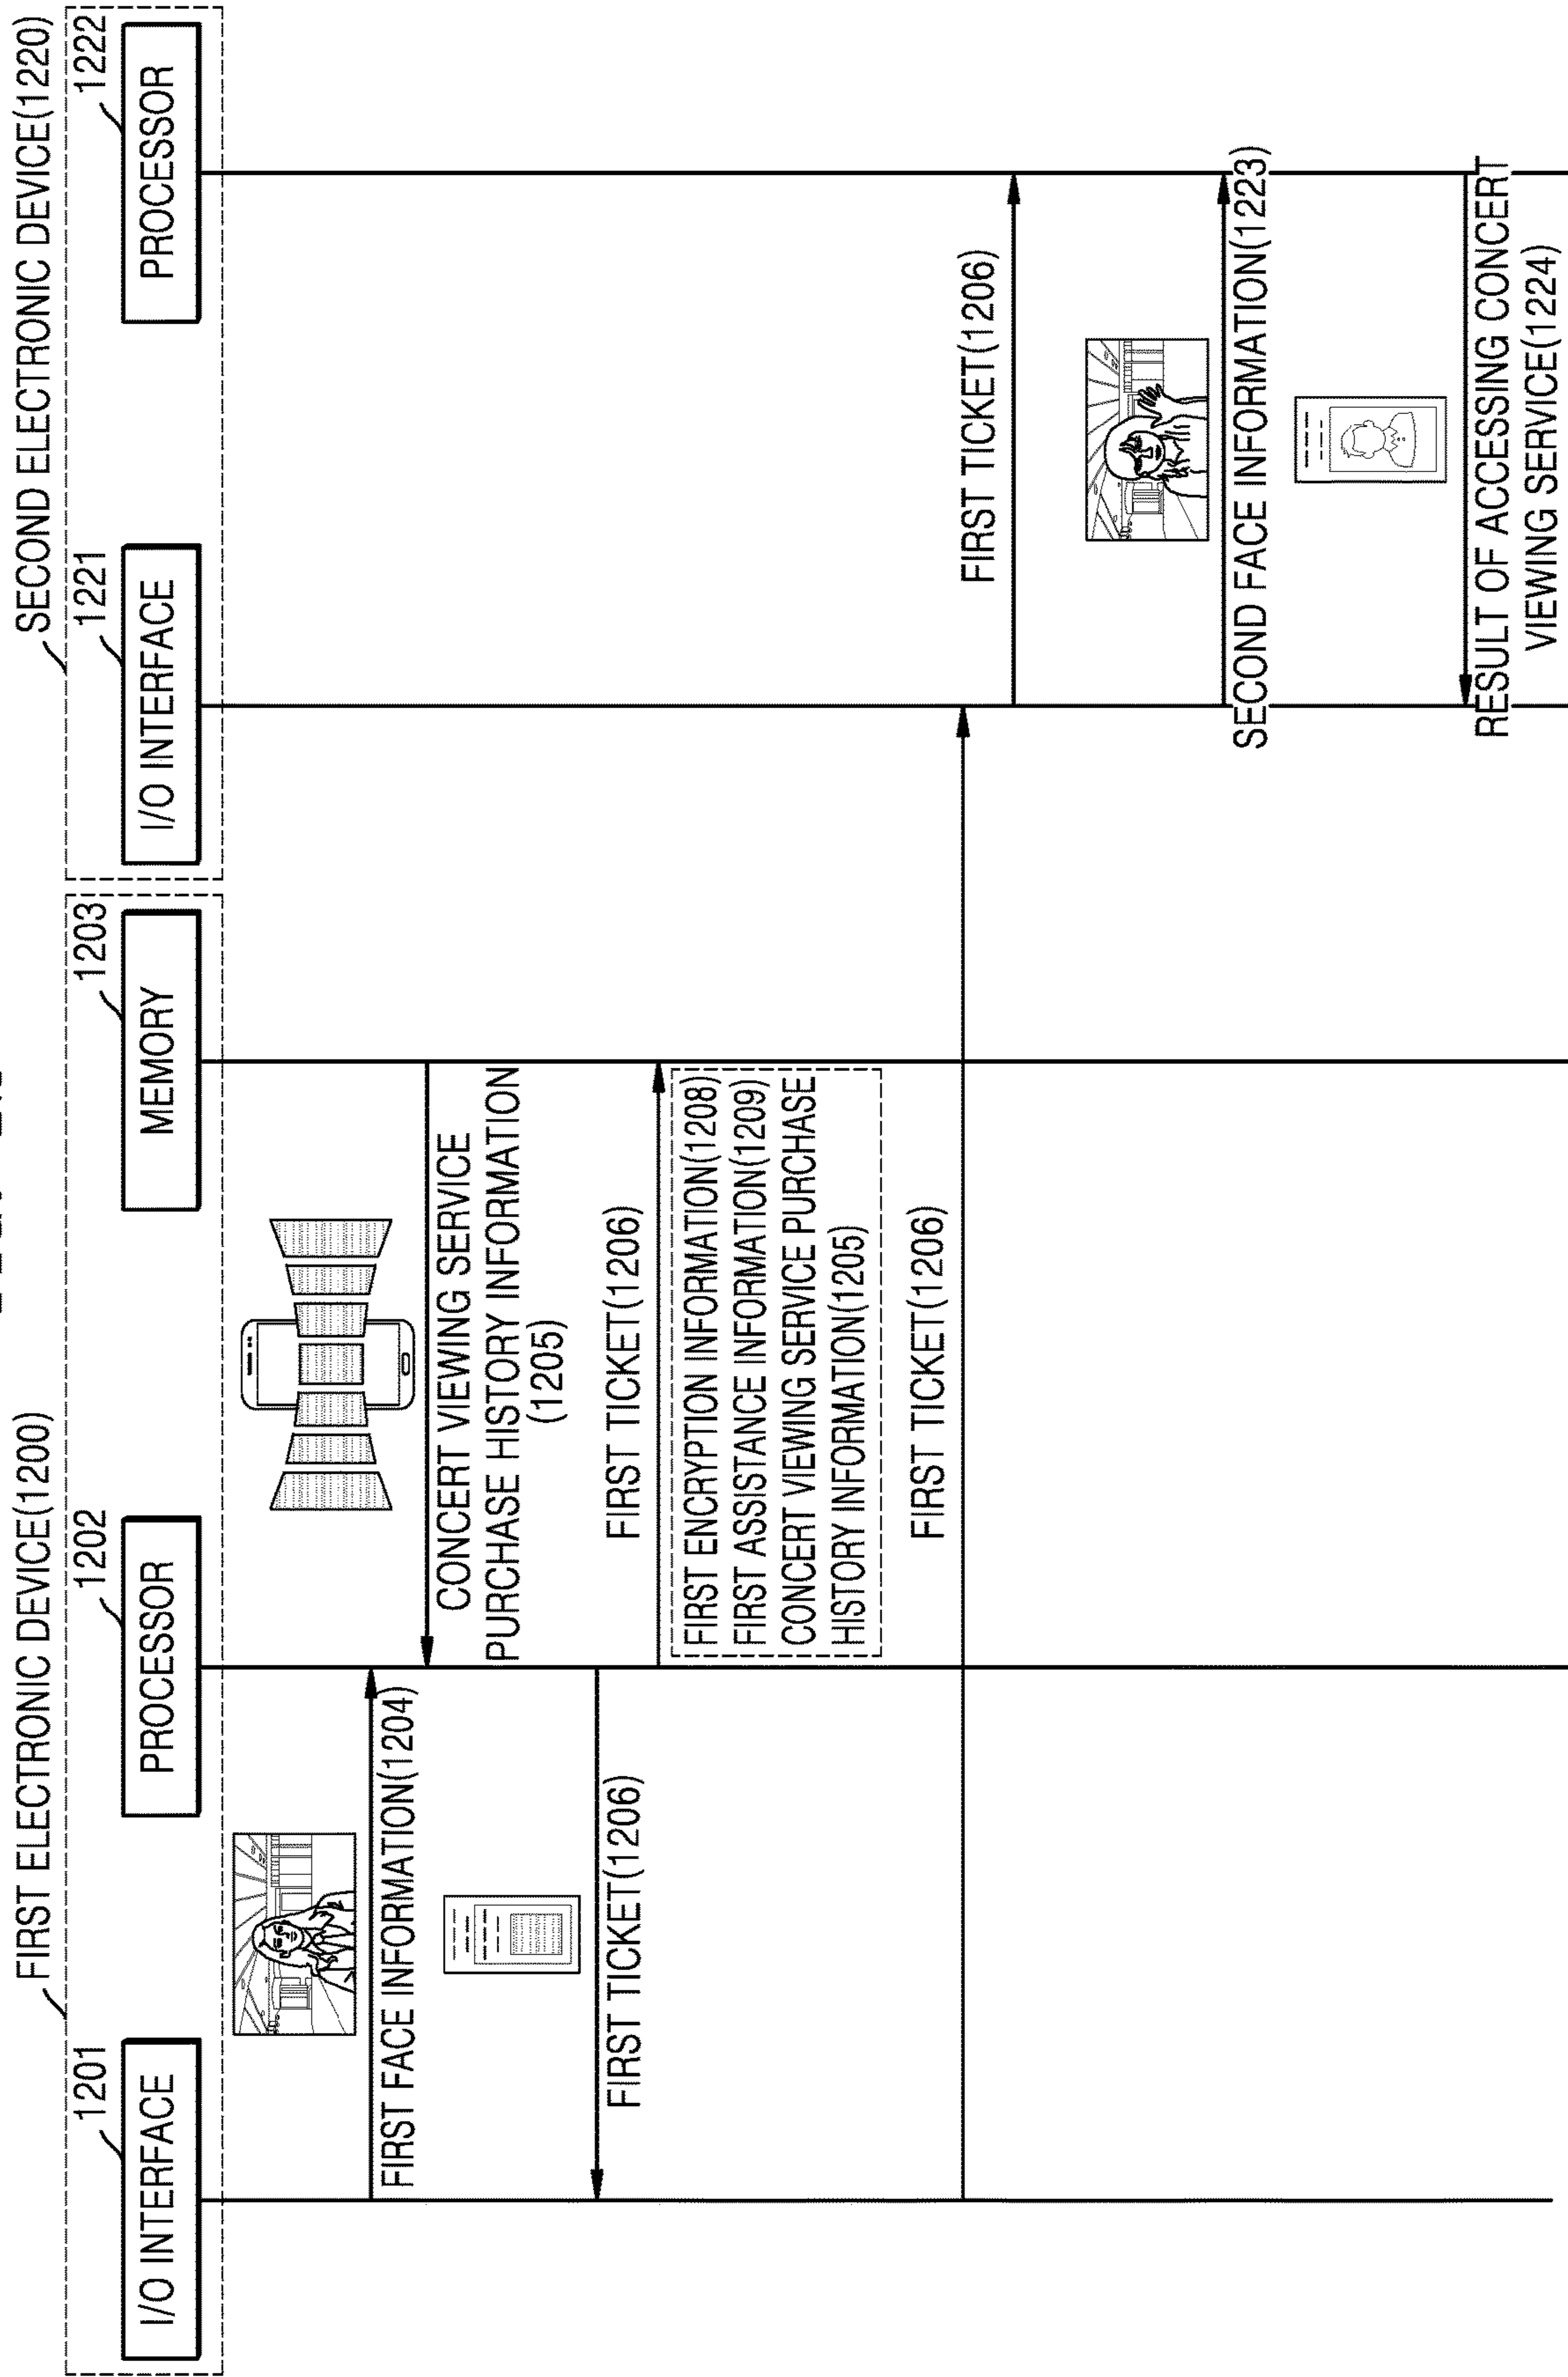 FIRST ELECTRONIC DEVICE(1200)
SECOND ELECTRONIC DEVICE(1220)
1201
1202
1203
1221
1222
I/O INTERFACE
PROCESSOR
MEMORY
I/O INTERFACE
PROCESSOR
FIRST FACE INFORMATION(1204)
CONCERT VIEWING SERVICE
PURCHASE HISTORY INFORMATION
(1205)
FIRST TICKET(1206)
FIRST TICKET(1206)
FIRST ENCRYPTION INFORMATION(1208)
FIRST ASSISTANCE INFORMATION(1209)
CONCERT VIEWING SERVICE PURCHASE
HISTORY INFORMATION(1205)
FIRST TICKET(1206)
FIRST TICKET(1206)
SECOND FACE INFORMATION(1223)
RESULT OF ACCESSING CONCERT
VIEWING SERVICE(1224)